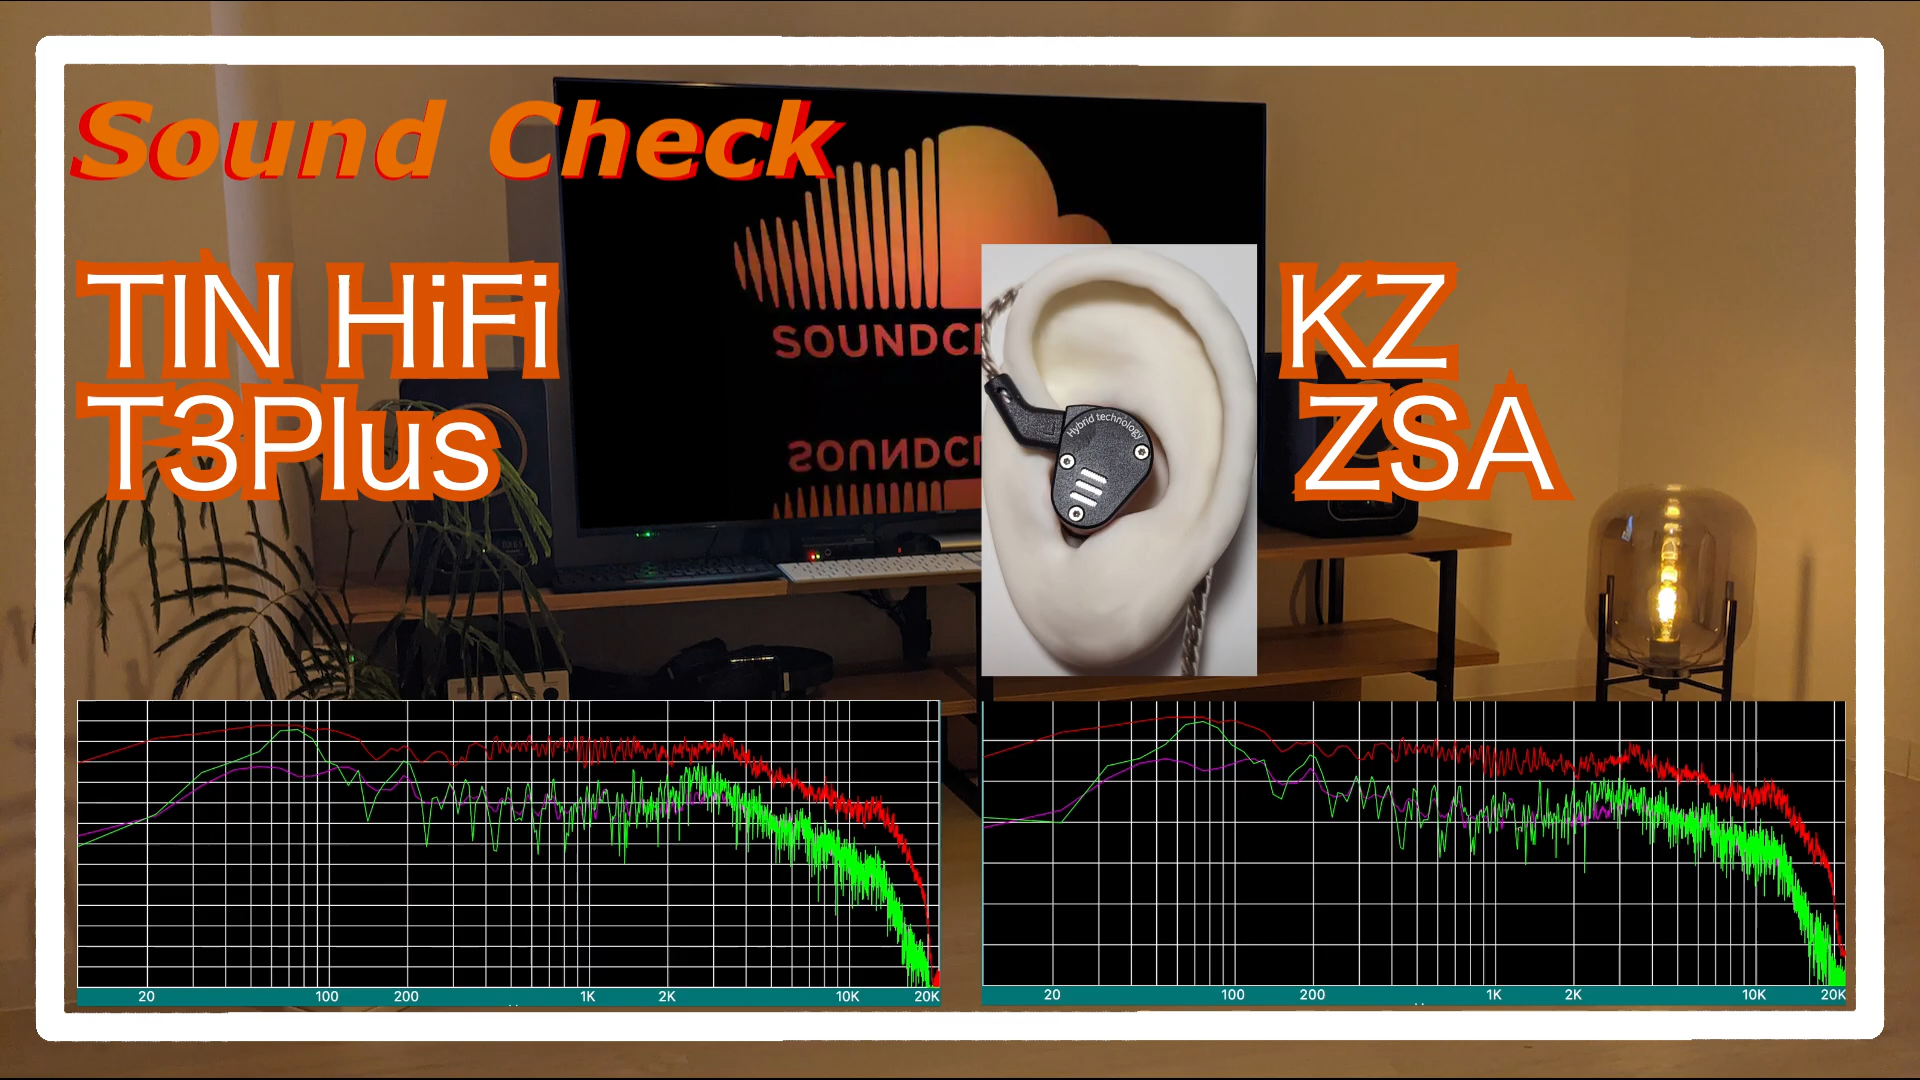 Sound Check
TIN HiFi
T3Plus
KZ
ZSA
SOUNDC
Hybrid technology
20 100 200 1K 2K 10K 20K
20 100 200 1K 2K 10K 20K